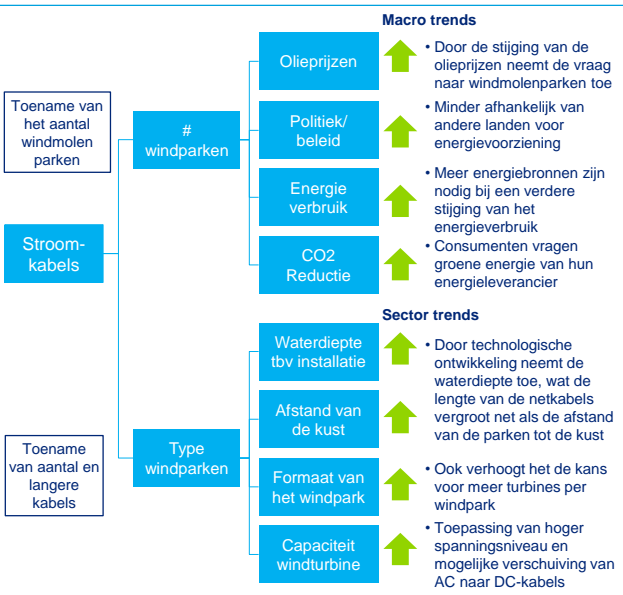 Macro trends
Toename van
het aantal
windmolen
parken
Stroom-
kabels
Toename
van aantal en
langere
kabels
#
windparken
Type
windparken
Olieprijzen
• Door de stijging van de
olieprijzen neemt de vraag
naar windmolenparken toe
Politiek/
beleid
• Minder afhankelijk van
andere landen voor
energievoorziening
Energie
verbruik
• Meer energiebronnen zijn
nodig bij een verdere
stijging van het
energieverbruik
CO2
Reductie
• Consumenten vragen
groene energie van hun
energieleverancier
Sector trends
Waterdiepte
tbv installatie
• Door technologische
ontwikkeling neemt de
waterdiepte toe, wat de
lengte van de netkabels
vergroot net als de afstand
van de parken tot de kust
Afstand van
de kust
Formaat van
het windpark
• Ook verhoogt het de kans
voor meer turbines per
windpark
Capaciteit
windturbine
• Toepassing van hoger
spanningsniveau en
mogelijke verschuiving van
AC naar DC-kabels